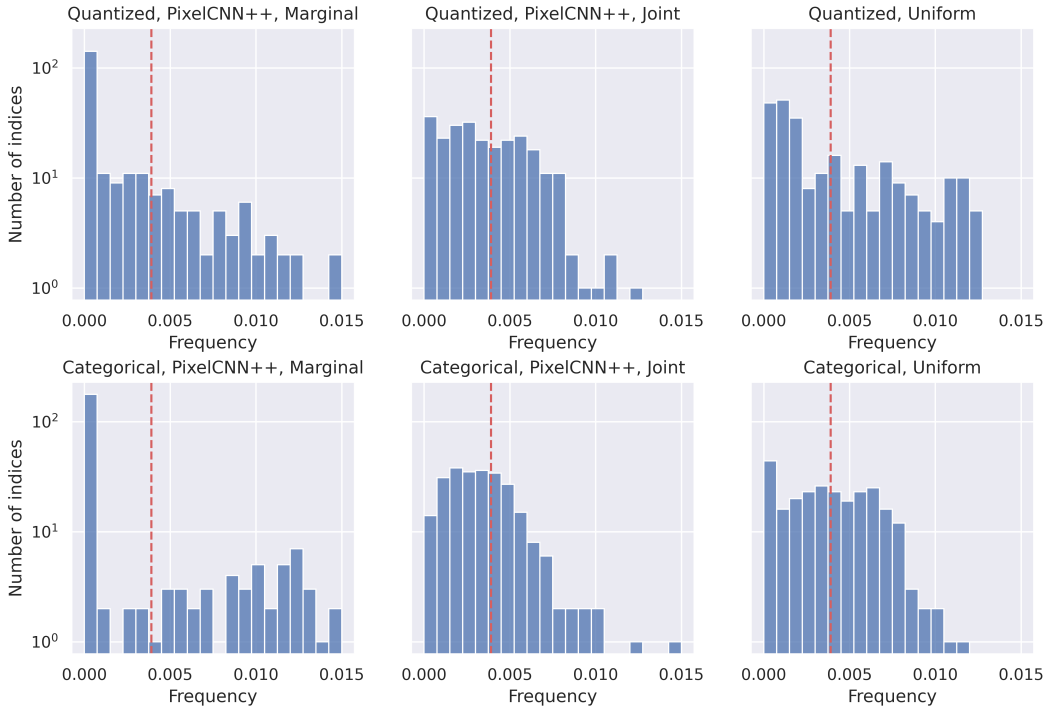 Quantized, PixelCNN++, Marginal
Quantized, PixelCNN++, Joint
Quantized, Uniform
Number of indices
10²
10¹
10⁰
0.000 0.005 0.010 0.015
Frequency
0.000 0.005 0.010 0.015
Frequency
0.000 0.005 0.010 0.015
Frequency
Categorical, PixelCNN++, Marginal
Categorical, PixelCNN++, Joint
Categorical, Uniform
Number of indices
10²
10¹
10⁰
0.000 0.005 0.010 0.015
Frequency
0.000 0.005 0.010 0.015
Frequency
0.000 0.005 0.010 0.015
Frequency